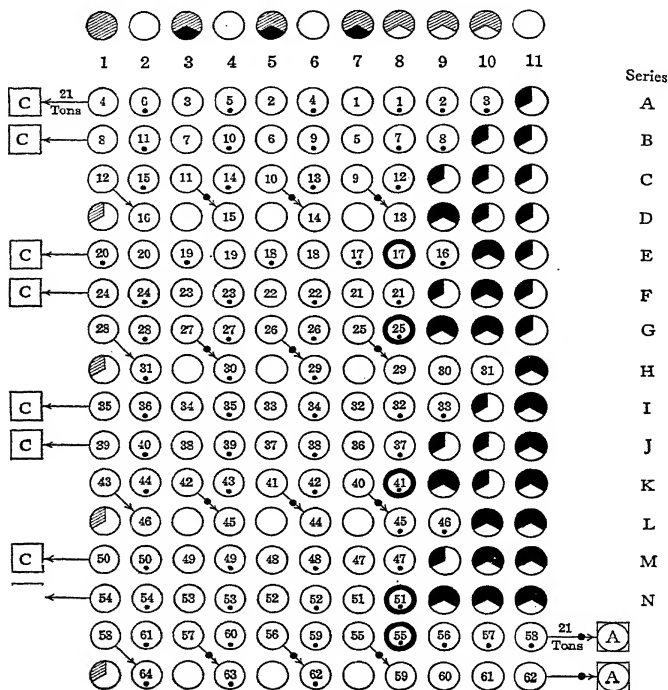 1 2 3 4 5 6 7 8 9 10 11
Series
C 21 Tons 4 6 3 5 2 4 1 1 2 3 A
C 8 11 7 10 6 9 5 7 8 B
12 15 11 14 10 13 9 12 C
16 15 14 13 D
C 20 20 19 19 18 18 17 17 16 E
C 24 24 23 23 22 22 21 21 F
28 28 27 27 26 26 25 25 G
31 30 29 29 30 31 H
C 35 36 34 35 33 34 32 32 33 I
C 39 40 38 39 37 38 36 37 J
43 44 42 43 41 42 40 41 K
46 45 44 45 46 L
C 50 50 49 49 48 48 47 47 M
54 54 53 53 52 52 51 51 N
58 61 57 60 56 59 55 55 56 57 58 21 Tons A
64 63 62 59 60 61 62 A